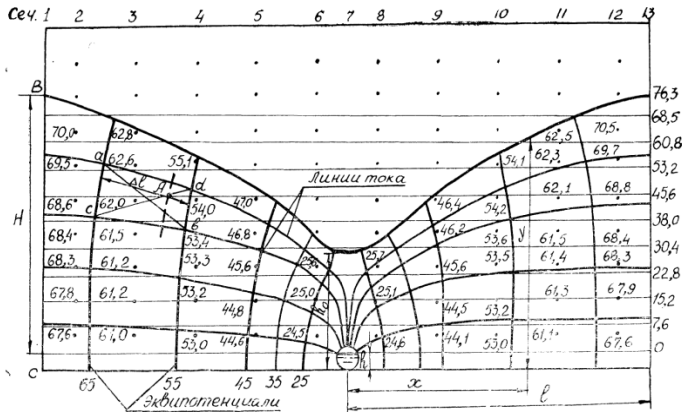 Сеч. 1 2 3 4 5 6 7 8 9 10 11 12 13
В 76,3
70,0 62,8 62,5 70,5 68,5
55,1 54,1 60,8
69,5 a 62,6 А d 62,3 69,7 53,2
Δl 47,0 Линии тока 46,4 62,1 68,8 45,6
68,6 c 62,0 54,0 54,2
H 38,0
68,4 61,5 b 53,4 46,8 46,2 53,6 y 61,5 68,4 30,4
68,3 61,2 53,3 45,6 25,2 45,6 53,5 61,4 68,3 22,8
67,8 61,2 53,2 25,0 h₀ 25,1 61,3 67,9 15,2
44,8 44,5 53,2
7,6
67,6 61,0 53,0 44,6 24,5 h 24,6 44,1 53,0 61,1 67,6 0
С
65 55 45 35 25 x l
Эквипотенциали